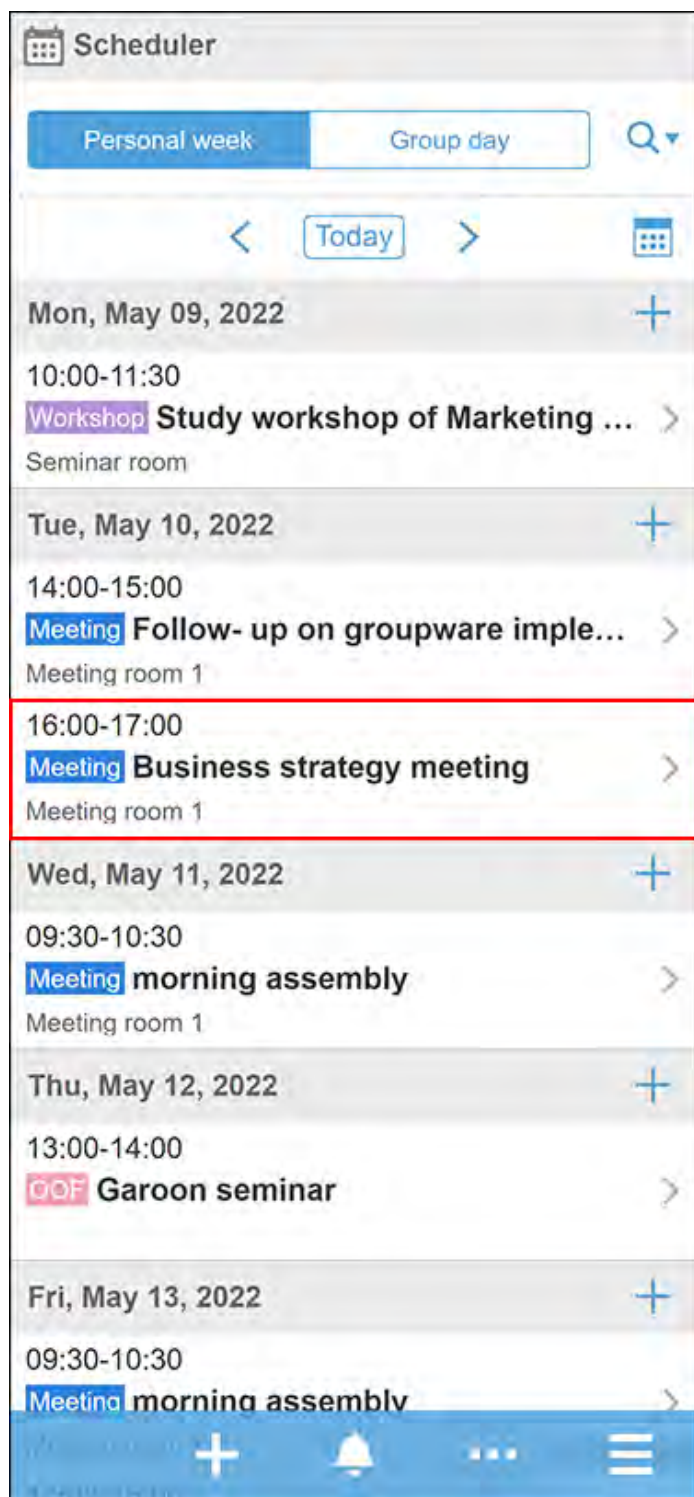 Scheduler
Personal week Group day
Today
Mon, May 09, 2022
10:00-11:30
Workshop Study workshop of Marketing ...
Seminar room
Tue, May 10, 2022
14:00-15:00
Meeting Follow- up on groupware imple...
Meeting room 1
16:00-17:00
Meeting Business strategy meeting
Meeting room 1
Wed, May 11, 2022
09:30-10:30
Meeting morning assembly
Meeting room 1
Thu, May 12, 2022
13:00-14:00
OOF Garoon seminar
Fri, May 13, 2022
09:30-10:30
Meeting morning assembly